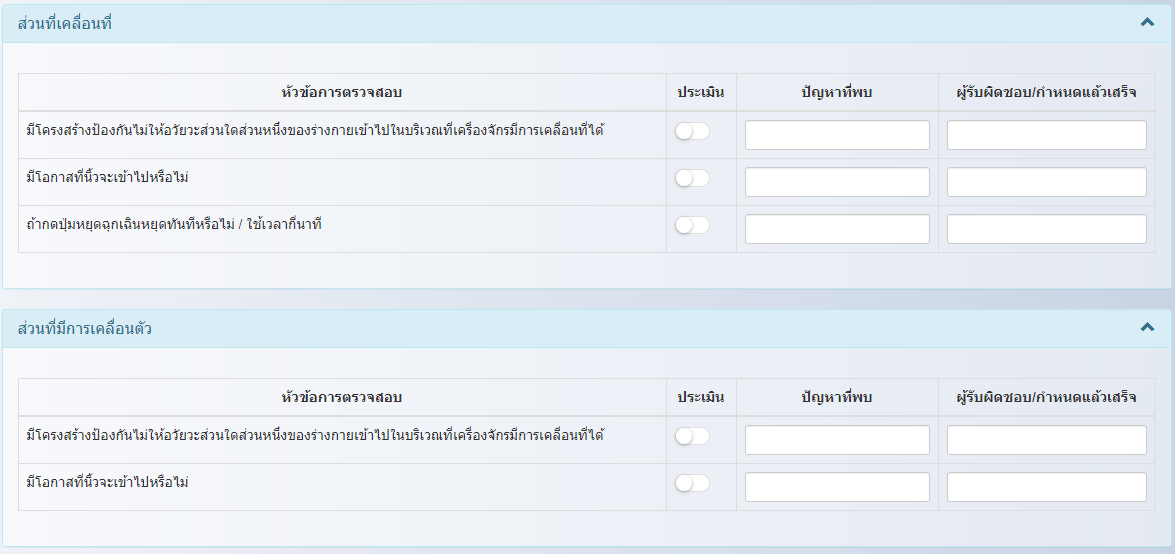 ส่วนที่เคลื่อนที่
หัวข้อการตรวจสอบ ประเมิน ปัญหาที่พบ ผู้รับผิดชอบ/กำหนดแล้วเสร็จ
มีโครงสร้างป้องกันไม่ให้อวัยวะส่วนใดส่วนหนึ่งของร่างกายเข้าไปในบริเวณที่เครื่องจักรมีการเคลื่อนที่ได้
มีโอกาสที่นิ้วจะเข้าไปหรือไม่
ถ้ากดปุ่มหยุดฉุกเฉินหยุดทันทีหรือไม่ / ใช้เวลากี่นาที
ส่วนที่มีการเคลื่อนตัว
หัวข้อการตรวจสอบ ประเมิน ปัญหาที่พบ ผู้รับผิดชอบ/กำหนดแล้วเสร็จ
มีโครงสร้างป้องกันไม่ให้อวัยวะส่วนใดส่วนหนึ่งของร่างกายเข้าไปในบริเวณที่เครื่องจักรมีการเคลื่อนที่ได้
มีโอกาสที่นิ้วจะเข้าไปหรือไม่